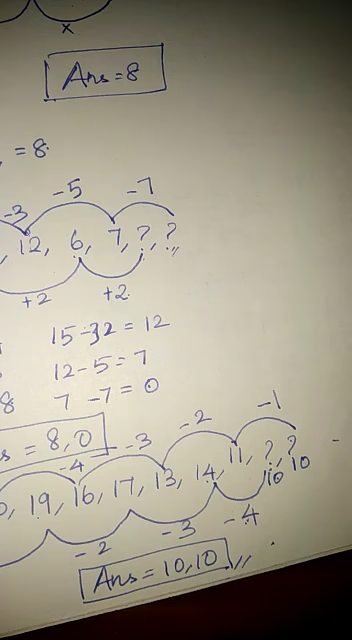 x
Ans = 8
, = 8
-3 -5 -7
, 12, 6, 7, ?, ?,,
+2 +2
15-32 = 12
12-5 = 7
8 7 -7 = 0
s = 8,0
-4 -3 -2 -1
0, 19, 16, 17, 13, 14, 11, ?, ?
10 10
-2 -3 -4
Ans = 10,10